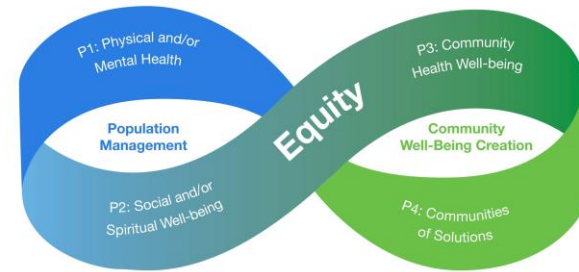 P1: Physical and/or
Mental Health
P3: Community
Health Well-being
Equity
Population
Management
Community
Well-Being Creation
P2: Social and/or
Spiritual Well-being
P4: Communities
of Solutions